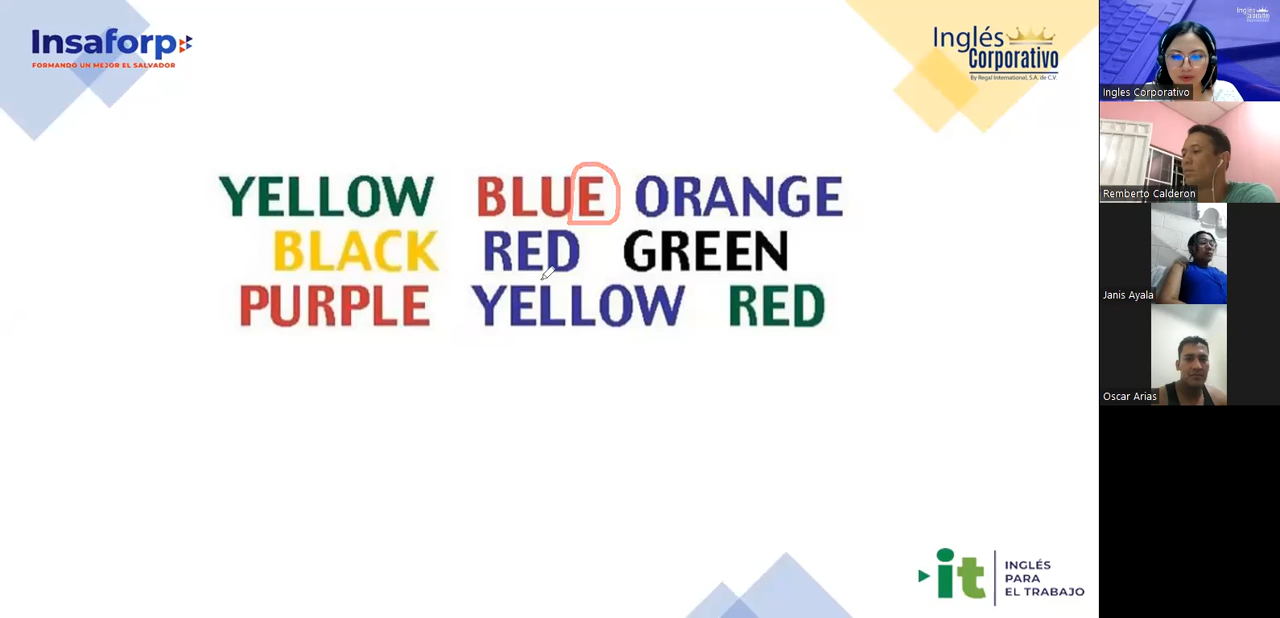 Insaforp
FORMANDO UN MEJOR EL SALVADOR
Inglés
Corporativo
By Regal International, S.A. de C.V.
YELLOW BLUE ORANGE
BLACK RED GREEN
PURPLE YELLOW RED
it
INGLÉS
PARA
EL TRABAJO
Ingles Corporativo
Remberto Calderon
Janis Ayala
Oscar Arias